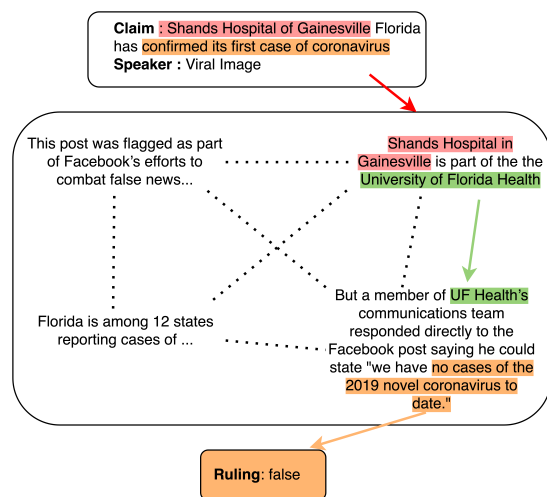 Claim : Shands Hospital of Gainesville Florida
has confirmed its first case of coronavirus
Speaker : Viral Image
This post was flagged as part
of Facebook's efforts to
combat false news...
Shands Hospital in
Gainesville is part of the the
University of Florida Health
Florida is among 12 states
reporting cases of ...
But a member of UF Health's
communications team
responded directly to the
Facebook post saying he could
state "we have no cases of the
2019 novel coronavirus to
date."
Ruling: false